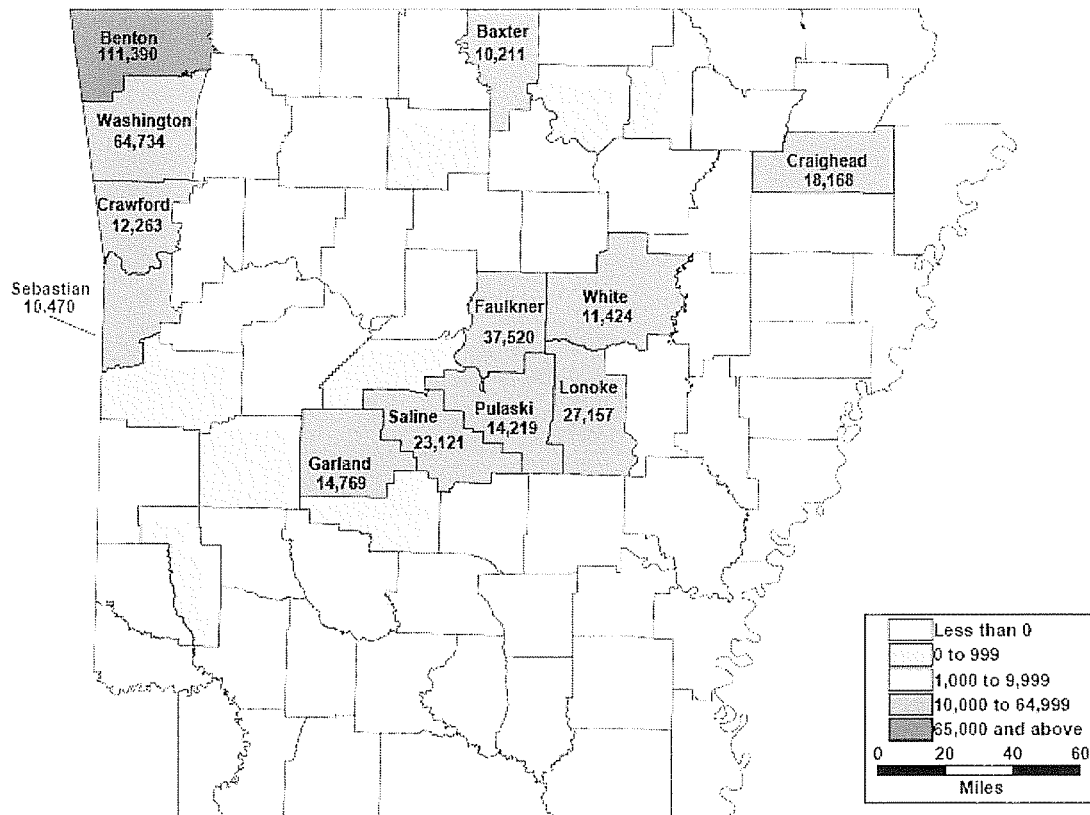 Benton
111,390
Baxter
10,211
Washington
64,734
Craighead
18,168
Crawford
12,263
Sebastian
10,470
Faulkner
37,520
White
11,424
Lonoke
27,157
Pulaski
14,219
Saline
23,121
Garland
14,769
Less than 0
0 to 999
1,000 to 9,999
10,000 to 64,999
65,000 and above
0 20 40 60
Miles